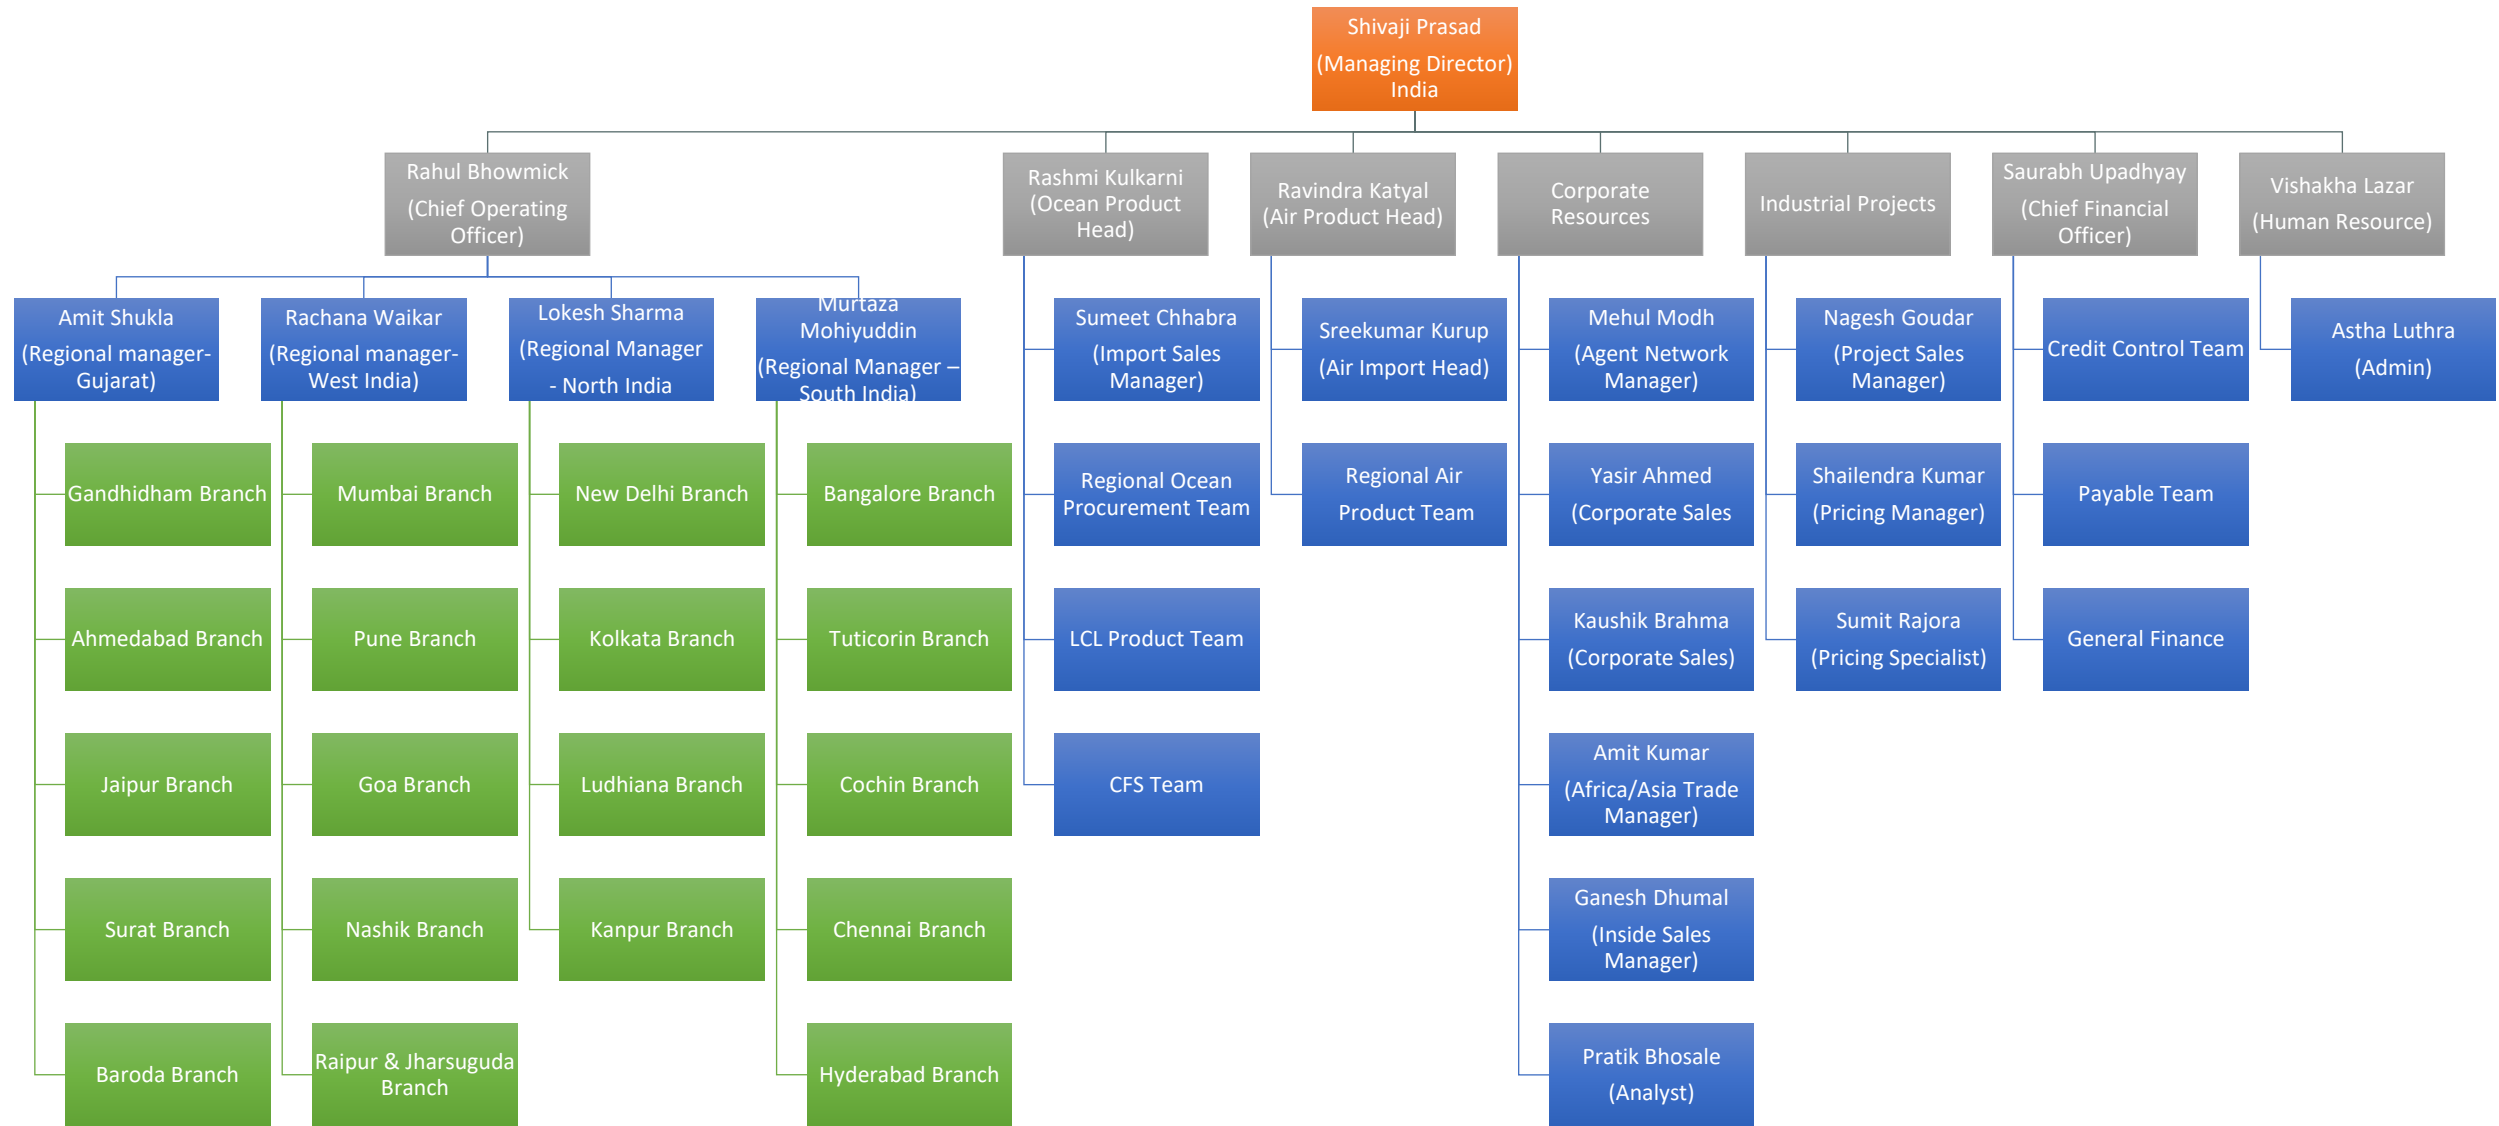 Shivaji Prasad
(Managing Director)
India
Rahul Bhowmick
(Chief Operating
Officer)
Rashmi Kulkarni
(Ocean Product
Head)
Ravindra Katyal
(Air Product Head)
Corporate
Resources
Industrial Projects
Saurabh Upadhyay
(Chief Financial
Officer)
Vishakha Lazar
(Human Resource)
Amit Shukla
(Regional manager-
Gujarat)
Rachana Waikar
(Regional manager-
West India)
Lokesh Sharma
(Regional Manager
- North India
Murtaza
Mohiyuddin
(Regional Manager –
South India)
Sumeet Chhabra
(Import Sales
Manager)
Sreekumar Kurup
(Air Import Head)
Mehul Modh
(Agent Network
Manager)
Nagesh Goudar
(Project Sales
Manager)
Credit Control Team
Astha Luthra
(Admin)
Gandhidham Branch
Mumbai Branch
New Delhi Branch
Bangalore Branch
Regional Ocean
Procurement Team
Regional Air
Product Team
Yasir Ahmed
(Corporate Sales
Shailendra Kumar
(Pricing Manager)
Payable Team
Ahmedabad Branch
Pune Branch
Kolkata Branch
Tuticorin Branch
LCL Product Team
Kaushik Brahma
(Corporate Sales)
Sumit Rajora
(Pricing Specialist)
General Finance
Jaipur Branch
Goa Branch
Ludhiana Branch
Cochin Branch
CFS Team
Amit Kumar
(Africa/Asia Trade
Manager)
Surat Branch
Nashik Branch
Kanpur Branch
Chennai Branch
Ganesh Dhumal
(Inside Sales
Manager)
Baroda Branch
Raipur & Jharsuguda
Branch
Hyderabad Branch
Pratik Bhosale
(Analyst)